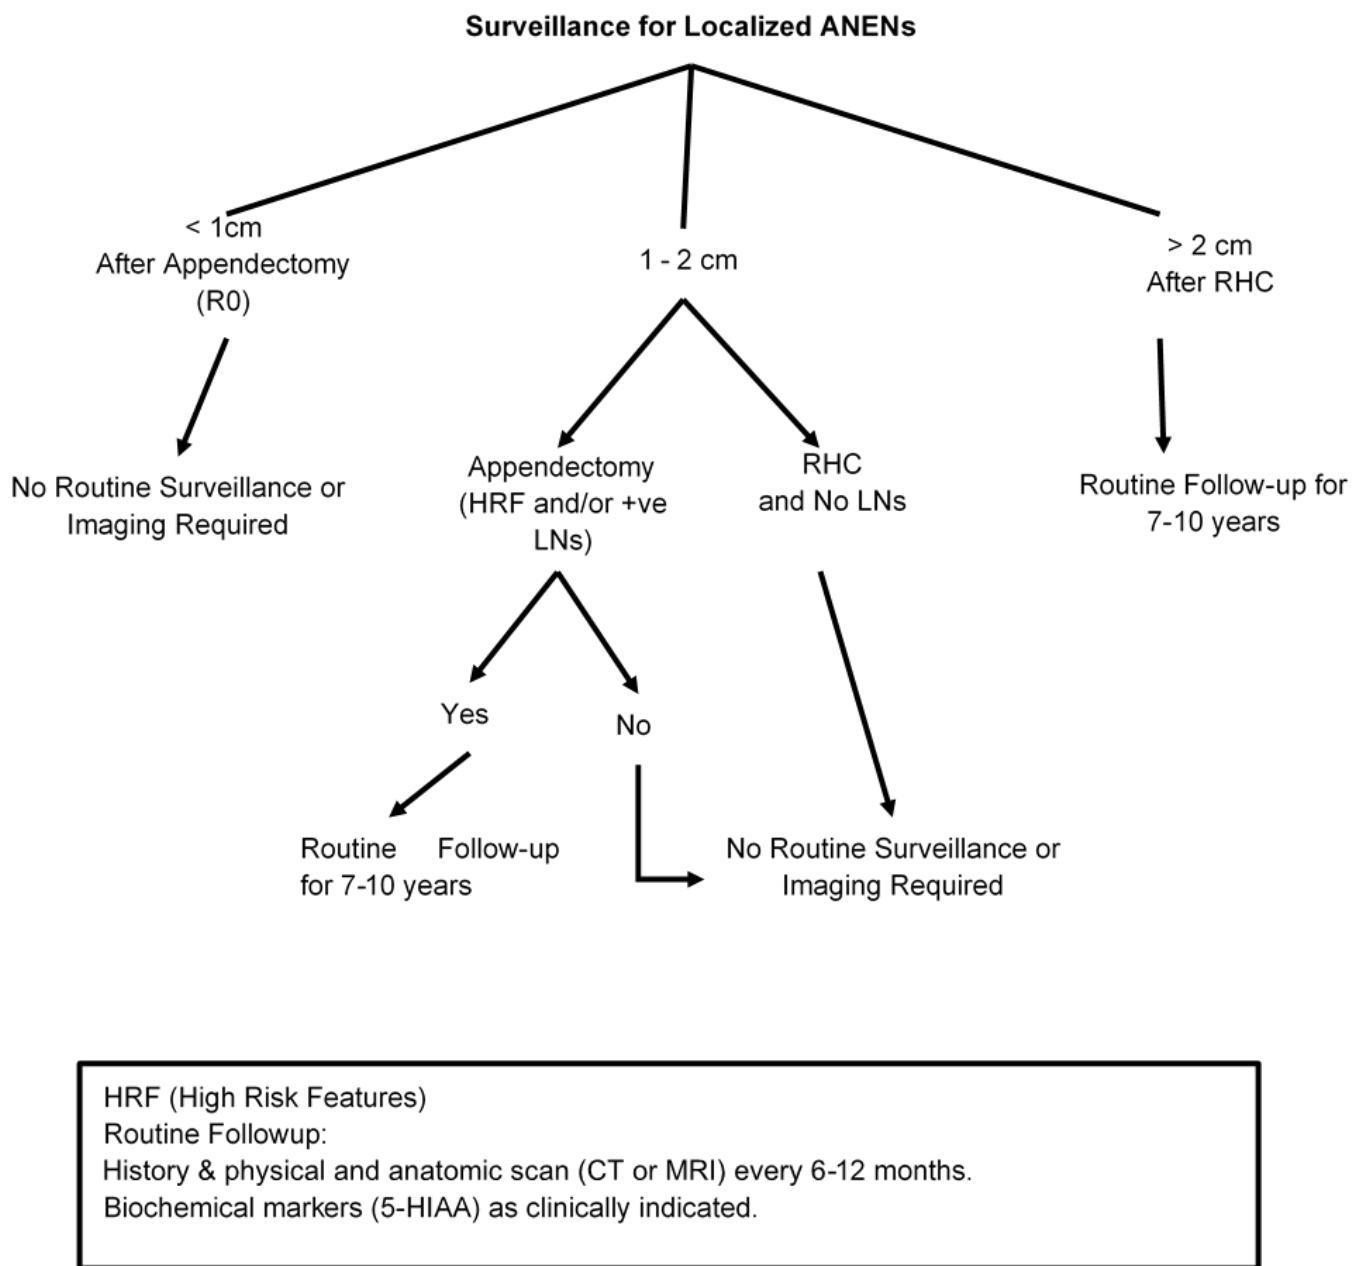 Surveillance for Localized ANENs
< 1cm
After Appendectomy
(R0)
1 - 2 cm
> 2 cm
After RHC
No Routine Surveillance or
Imaging Required
Appendectomy
(HRF and/or +ve
LNs)
RHC
and No LNs
Routine Follow-up for
7-10 years
Yes
No
Routine Follow-up
for 7-10 years
No Routine Surveillance or
Imaging Required
HRF (High Risk Features)
Routine Followup:
History & physical and anatomic scan (CT or MRI) every 6-12 months.
Biochemical markers (5-HIAA) as clinically indicated.